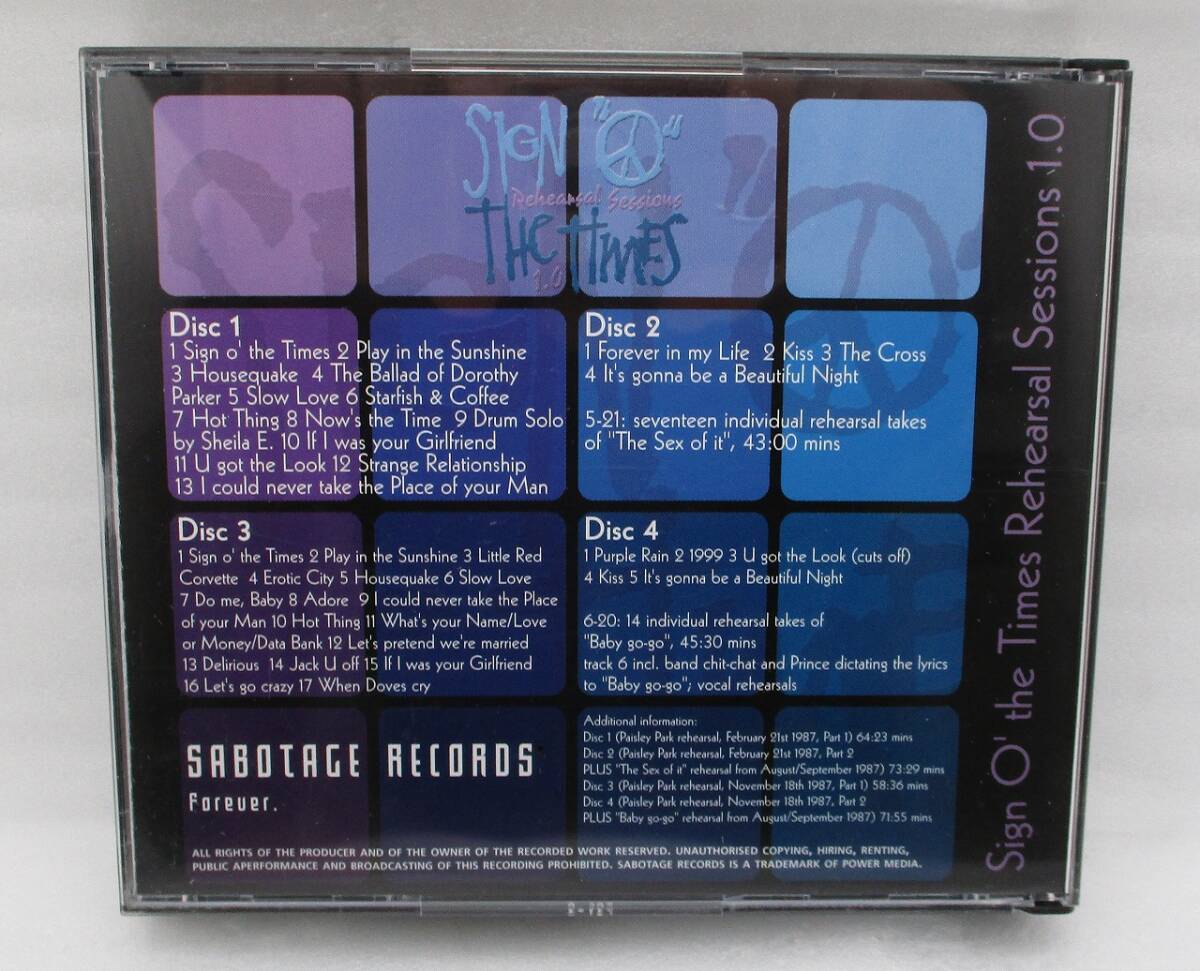 SIGN "☮"
Rehearsal Sessions
THE TIMES
1.0
Disc 1
1 Sign o' the Times 2 Play in the Sunshine
3 Housequake 4 The Ballad of Dorothy
Parker 5 Slow Love 6 Starfish & Coffee
7 Hot Thing 8 Now's the Time 9 Drum Solo
by Sheila E. 10 If I was your Girlfriend
11 U got the Look 12 Strange Relationship
13 I could never take the Place of your Man
Disc 2
1 Forever in my Life 2 Kiss 3 The Cross
4 It's gonna be a Beautiful Night
5-21: seventeen individual rehearsal takes
of "The Sex of it", 43:00 mins
Disc 3
1 Sign o' the Times 2 Play in the Sunshine 3 Little Red
Corvette 4 Erotic City 5 Housequake 6 Slow Love
7 Do me, Baby 8 Adore 9 I could never take the Place
of your Man 10 Hot Thing 11 What's your Name/Love
or Money/Data Bank 12 Let's pretend we're married
13 Delirious 14 Jack U off 15 If I was your Girlfriend
16 Let's go crazy 17 When Doves cry
Disc 4
1 Purple Rain 2 1999 3 U got the Look (cuts off)
4 Kiss 5 It's gonna be a Beautiful Night
6-20: 14 individual rehearsal takes of
"Baby go-go", 45:30 mins
track 6 incl. band chit-chat and Prince dictating the lyrics
to "Baby go-go"; vocal rehearsals
SABOTAGE RECORDS
Forever.
Additional information:
Disc 1 (Paisley Park rehearsal, February 21st 1987, Part 1) 64:23 mins
Disc 2 (Paisley Park rehearsal, February 21st 1987, Part 2
PLUS "The Sex of it" rehearsal from August/September 1987) 73:29 mins
Disc 3 (Paisley Park rehearsal, November 18th 1987, Part 1) 58:36 mins
Disc 4 (Paisley Park rehearsal, November 18th 1987, Part 2
PLUS "Baby go-go" rehearsal from August/September 1987) 71:55 mins
ALL RIGHTS OF THE PRODUCER AND OF THE OWNER OF THE RECORDED WORK RESERVED. UNAUTHORISED COPYING, HIRING, RENTING,
PUBLIC APERFORMANCE AND BROADCASTING OF THIS RECORDING PROHIBITED. SABOTAGE RECORDS IS A TRADEMARK OF POWER MEDIA.
Sign O' the Times Rehearsal Sessions 1.0